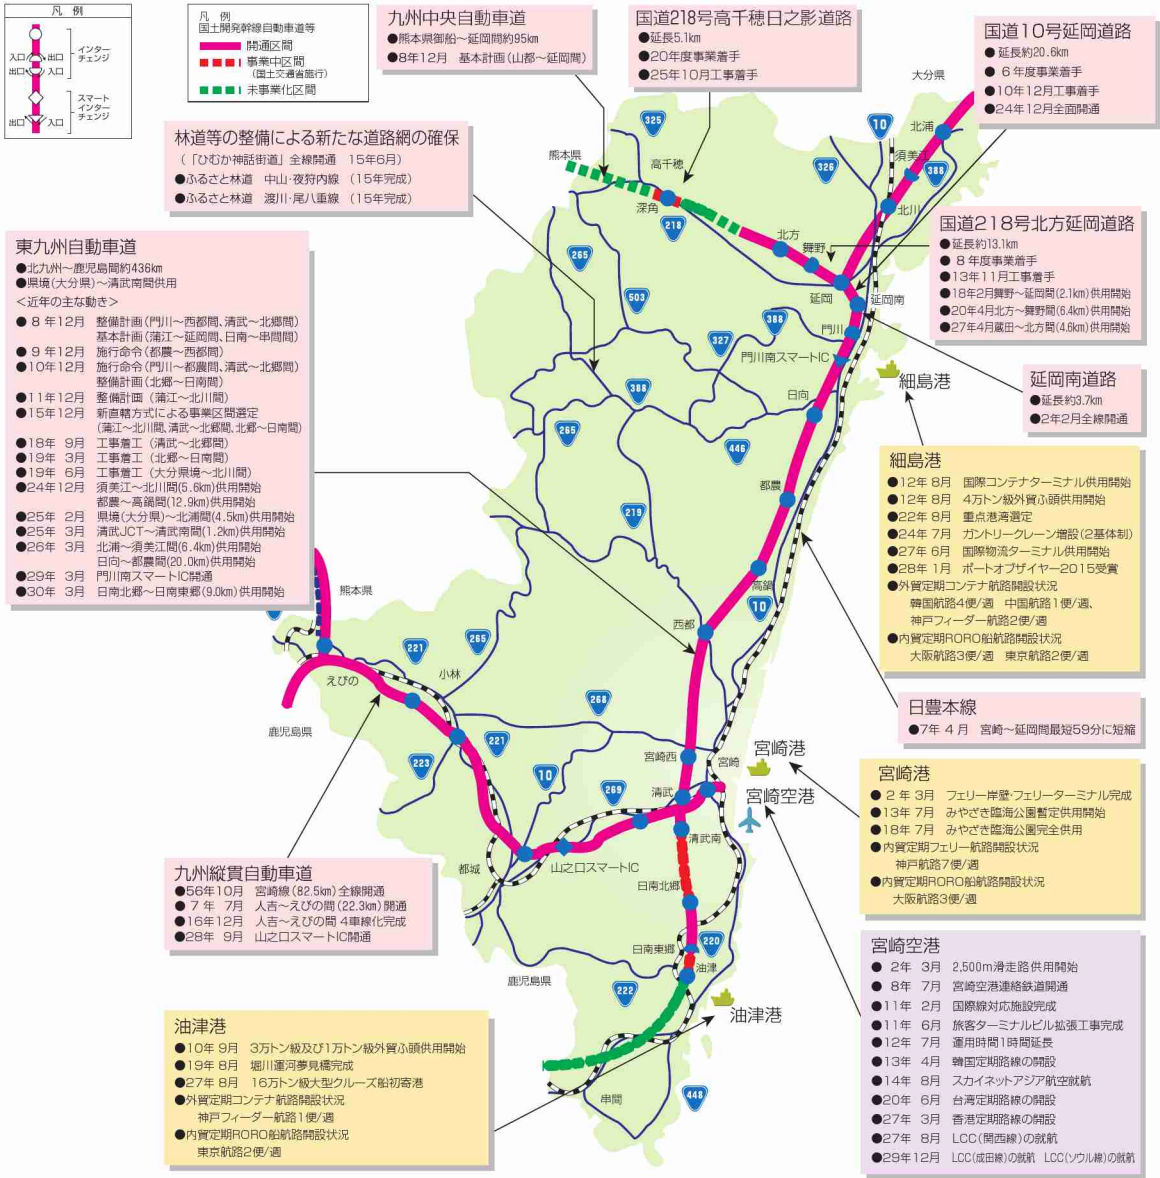 凡 例
入口
出口
出口
入口
インター
チェンジ
スマート
インター
チェンジ
出口
入口
凡 例
国土開発幹線自動車道等
開通区間
事業中区間
(国土交通省施行)
未事業化区間
九州中央自動車道
●熊本県御船～延岡間約95km
●8年12月 基本計画(山都～延岡間)
国道218号高千穂日之影道路
●延長5.1km
●20年度事業着手
●25年10月工事着手
国道10号延岡道路
●延長約20.6km
●6年度事業着手
●10年12月工事着手
●24年12月全面開通
林道等の整備による新たな道路網の確保
(「ひむか神話街道」全線開通 15年6月)
●ふるさと林道 中山・夜狩内線 (15年完成)
●ふるさと林道 渡川・尾八重線 (15年完成)
国道218号北方延岡道路
●延長約13.1km
●8年度事業着手
●13年11月工事着手
●18年2月舞野～延岡間(2.1km)供用開始
●20年4月北方～舞野間(6.4km)供用開始
●27年4月蔵田～北方間(4.6km)供用開始
東九州自動車道
●北九州～鹿児島間約436km
●県境(大分県)～清武南間供用
<近年の主な動き>
●8年12月 整備計画(門川～西都間、清武～北郷間)
基本計画(蒲江～延岡間、日南～串間間)
●9年12月 施行命令(都農～西都間)
●10年12月 施行命令(門川～都農間、清武～北郷間)
整備計画(北郷～日南間)
●11年12月 整備計画(蒲江～北川間)
●15年12月 新直轄方式による事業区間選定
(蒲江～北川間、清武～北郷間、北郷～日南間)
●18年 9月 工事着工(清武～北郷間)
●19年 3月 工事着工(北郷～日南間)
●19年 6月 工事着工(大分県境～北川間)
●24年12月 須美江～北川間(5.6km)供用開始
都農～高鍋間(12.9km)供用開始
●25年 2月 県境(大分県)～北浦間(4.5km)供用開始
●25年 3月 清武JCT～清武南間(1.2km)供用開始
●26年 3月 北浦～須美江間(6.4km)供用開始
日向～都農間(20.0km)供用開始
●29年 3月 門川南スマートIC開通
●30年 3月 日南北郷～日南東郷(9.0km)供用開始
延岡南道路
●延長約3.7km
●2年2月全線開通
細島港
●12年 8月 国際コンテナターミナル供用開始
●12年 8月 4万トン級外貿ふ頭供用開始
●22年 8月 重点港湾選定
●24年 7月 ガントリークレーン増設(2基体制)
●27年 6月 国際物流ターミナル供用開始
●28年 1月 ポートオブザイヤー2015受賞
●外貿定期コンテナ航路開設状況
韓国航路4便/週 中国航路1便/週、
神戸フィーダー航路2便/週
●内貿定期RORO船航路開設状況
大阪航路3便/週 東京航路2便/週
日豊本線
●7年 4月 宮崎～延岡間最短59分に短縮
宮崎港
●2年 3月 フェリー岸壁・フェリーターミナル完成
●13年 7月 みやざき臨海公園暫定供用開始
●18年 7月 みやざき臨海公園完全供用
●内貿定期フェリー航路開設状況
神戸航路7便/週
●内貿定期RORO船航路開設状況
大阪航路3便/週
宮崎空港
●2年 3月 2,500m滑走路供用開始
●8年 7月 宮崎空港連絡鉄道開通
●11年 2月 国際線対応施設完成
●11年 6月 旅客ターミナルビル拡張工事完成
●12年 7月 運用時間1時間延長
●13年 4月 韓国定期路線の開設
●14年 8月 スカイネットアジア航空就航
●20年 6月 台湾定期路線の開設
●27年 3月 香港定期路線の開設
●27年 8月 LCC(関西線)の就航
●29年12月 LCC(成田線)の就航 LCC(ソウル線)の就航
九州縦貫自動車道
●56年10月 宮崎線(82.5km)全線開通
●7年 7月 人吉～えびの間(22.3km)開通
●16年12月 人吉～えびの間 4車線化完成
●28年 9月 山之口スマートIC開通
油津港
●10年 9月 3万トン級及び1万トン級外貿ふ頭供用開始
●19年 8月 堀川運河夢見橋完成
●27年 8月 16万トン級大型クルーズ船初寄港
●外貿定期コンテナ航路開設状況
神戸フィーダー航路1便/週
●内貿定期RORO船航路開設状況
東京航路2便/週
大分県
北浦
須美江
388
10
北川
325
326
熊本県
高千穂
深角
218
北方
舞野
延岡
延岡南
門川
門川南スマートIC
265
503
388
327
388
細島港
日向
265
446
都農
219
高鍋
10
西都
熊本県
221
265
小林
えびの
鹿児島県
268
223
221
10
269
宮崎西
宮崎
宮崎港
清武
宮崎空港
清武南
都城
山之口スマートIC
日南北郷
220
日南東郷
油津
鹿児島県
222
油津港
串間
448